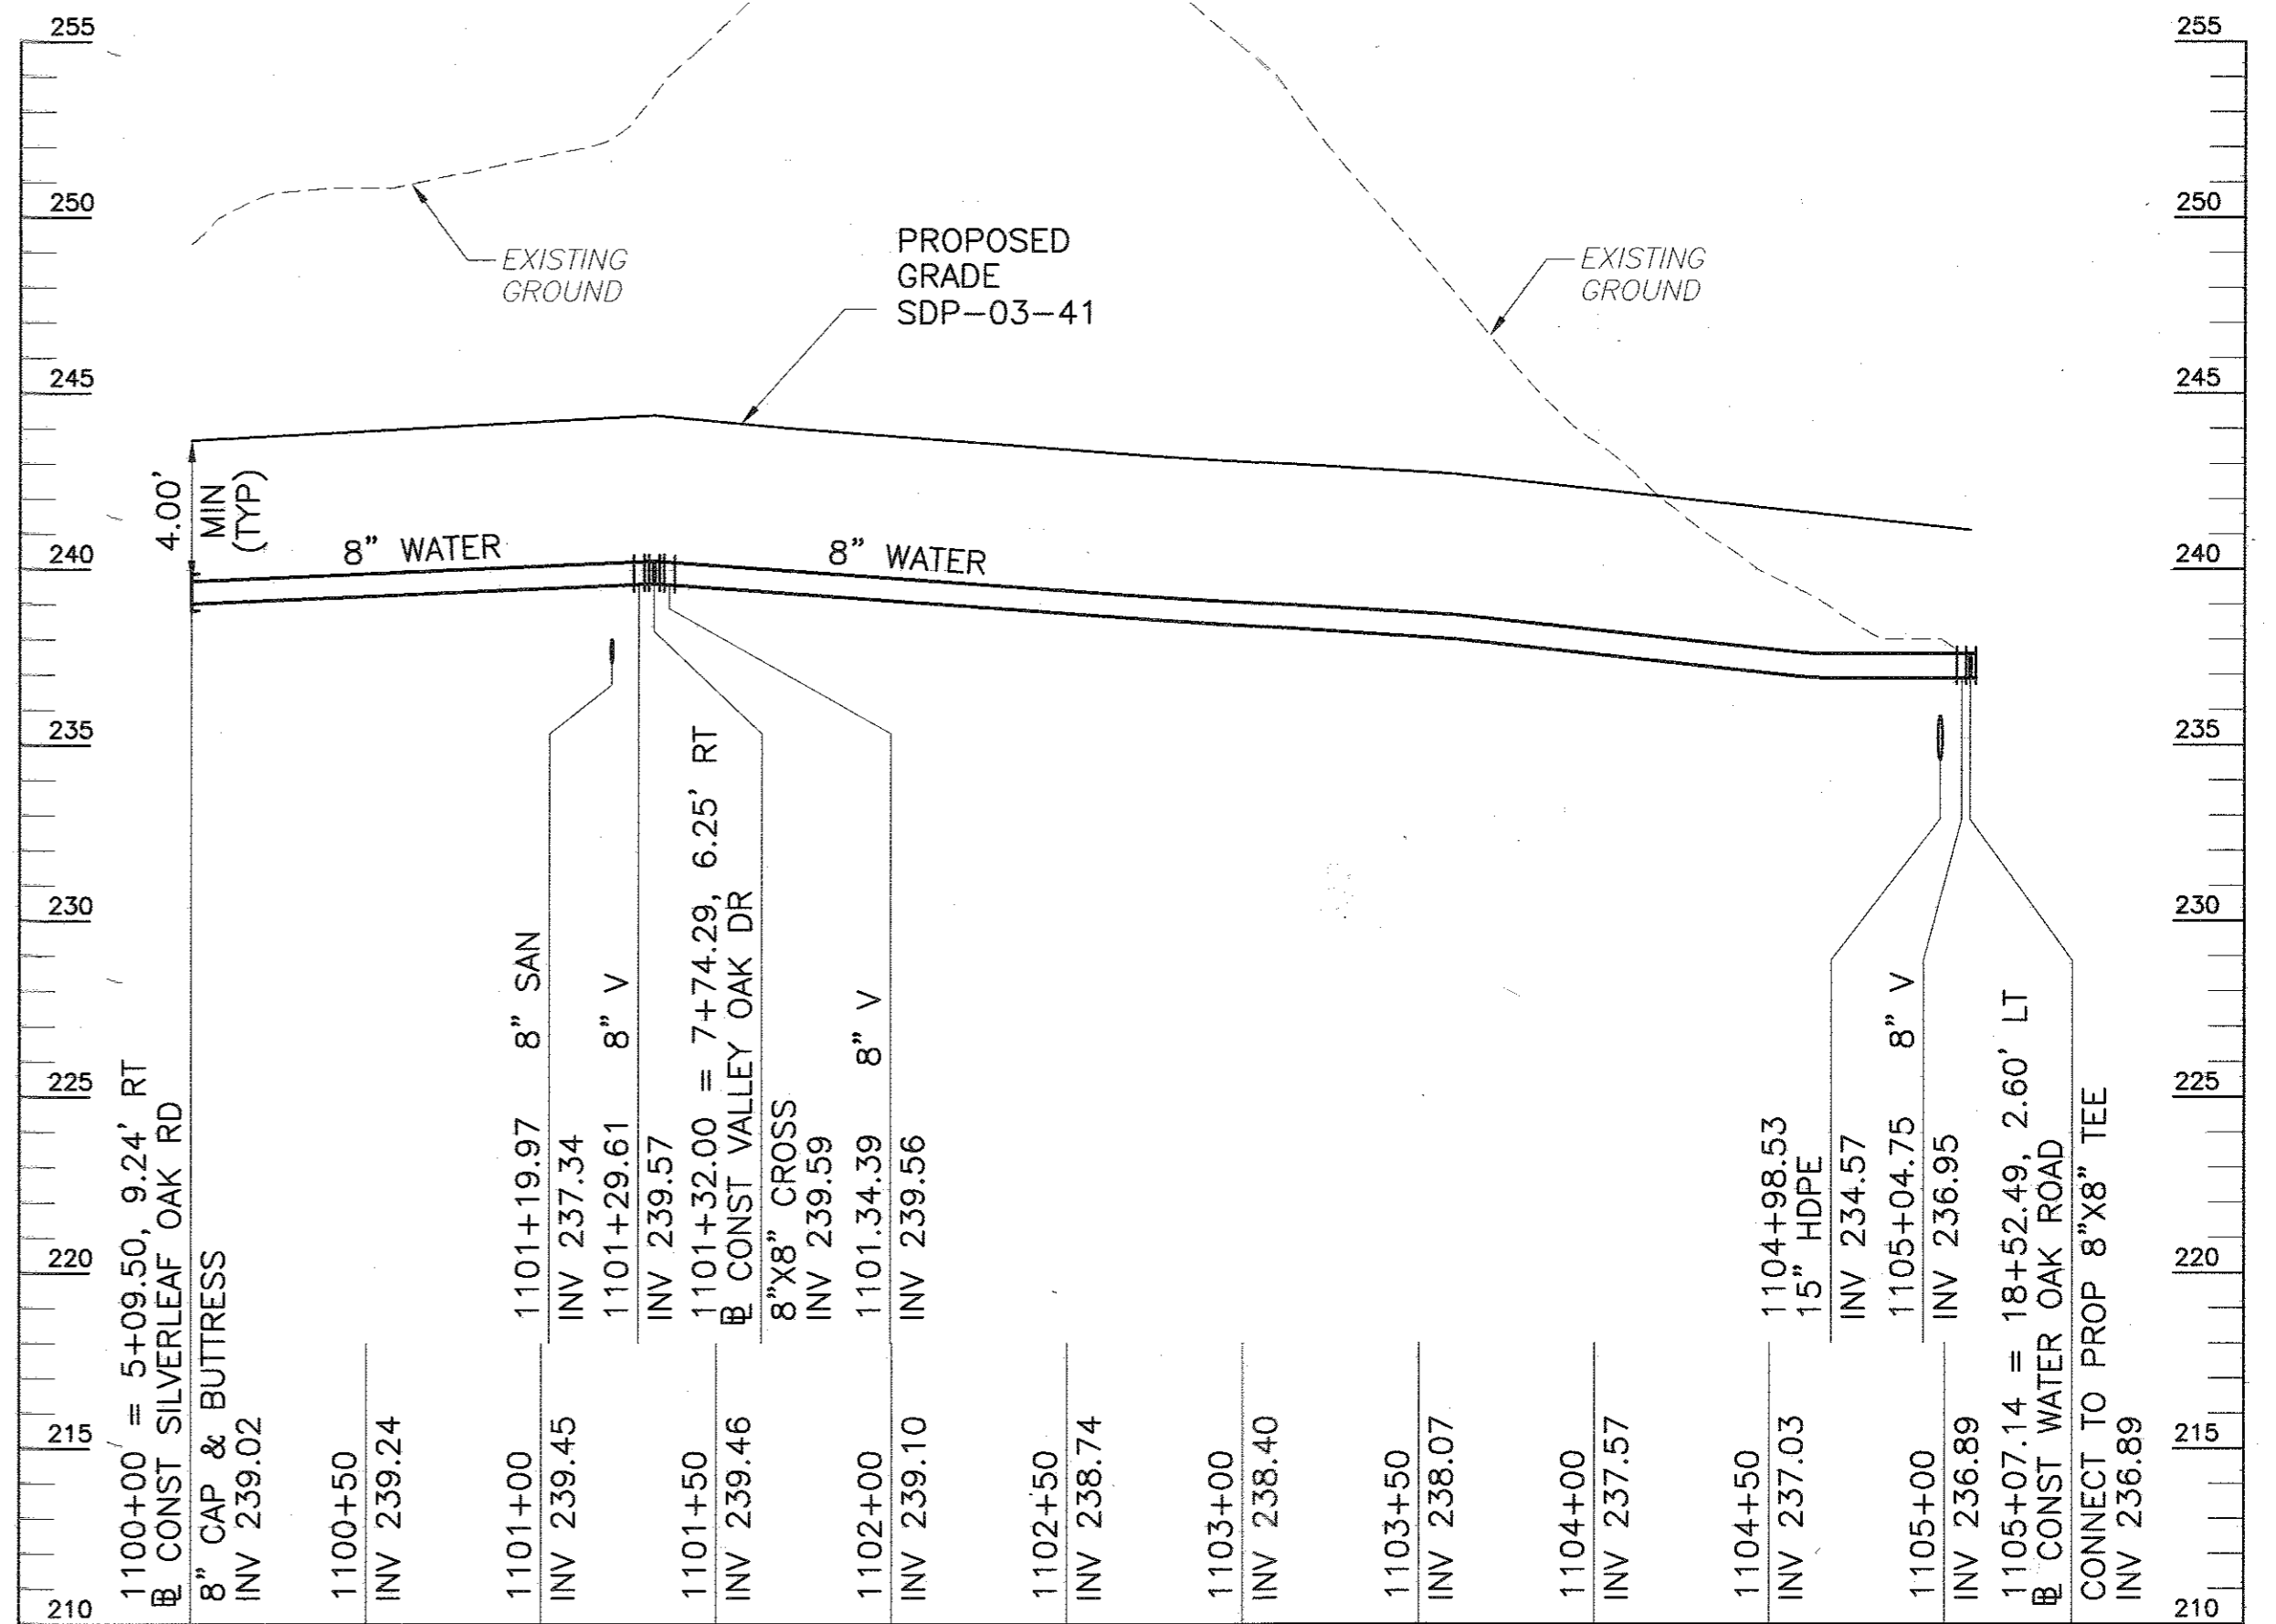 255
250
245
240
235
230
225
220
215
210
255
250
245
240
235
230
225
220
215
210
EXISTING
GROUND
PROPOSED
GRADE
SDP-03-41
EXISTING
GROUND
4.00'
MIN
(TYP)
8" WATER
8" WATER
1100+00 = 5+09.50, 9.24' RT
BL CONST SILVERLEAF OAK RD
8" CAP & BUTTRESS
INV 239.02
1100+50
INV 239.24
1101+00
INV 239.45
1101+19.97 8" SAN
INV 237.34
1101+29.61 8" V
INV 239.57
1101+32.00 = 7+74.29, 6.25' RT
BL CONST VALLEY OAK DR
8"X8" CROSS
INV 239.59
1101.34.39 8" V
INV 239.56
1101+50
INV 239.46
1102+00
INV 239.10
1102+50
INV 238.74
1103+00
INV 238.40
1103+50
INV 238.07
1104+00
INV 237.57
1104+50
INV 237.03
1104+98.53
15" HDPE
INV 234.57
1105+04.75 8" V
INV 236.95
1105+00
INV 236.89
1105+07.14 = 18+52.49, 2.60' LT
BL CONST WATER OAK ROAD
CONNECT TO PROP 8"X8" TEE
INV 236.89